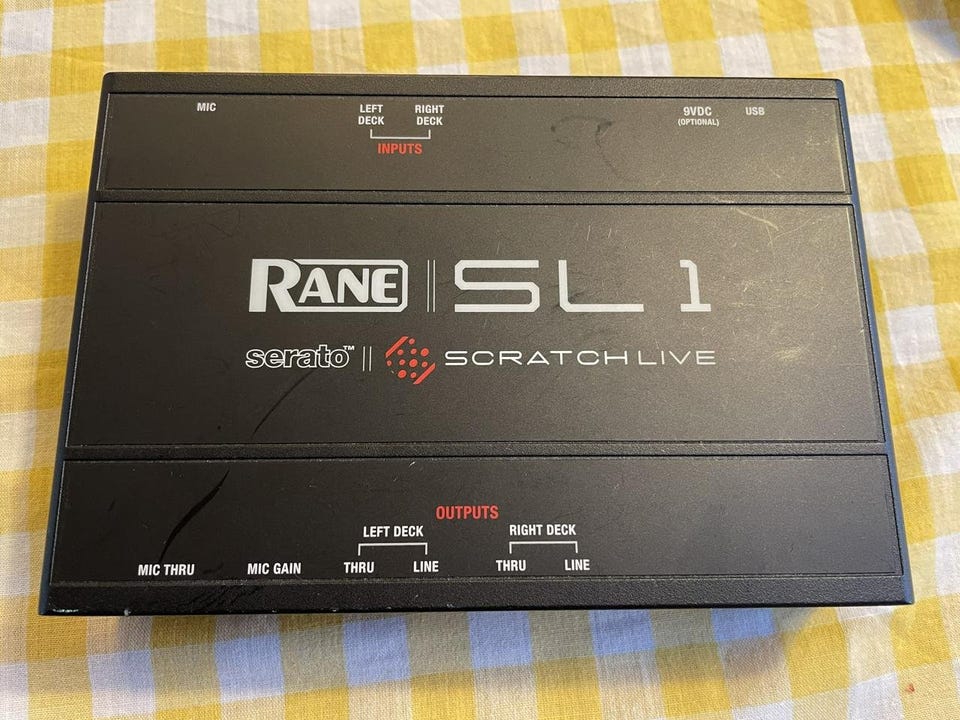 MIC
LEFT DECK
RIGHT DECK
INPUTS
9VDC
(OPTIONAL)
USB
RANE || SL 1
serato™ || SCRATCH LIVE
OUTPUTS
LEFT DECK
RIGHT DECK
MIC THRU
MIC GAIN
THRU
LINE
THRU
LINE